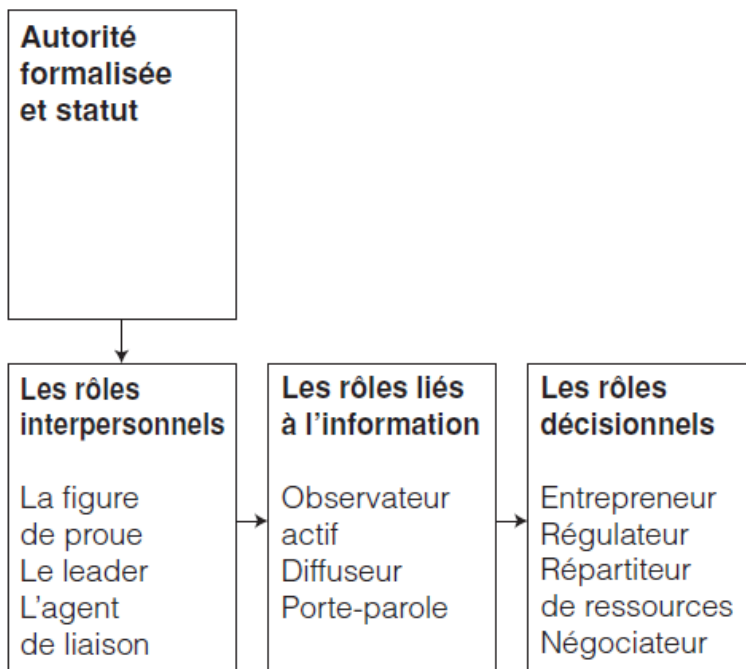 Autorité
formalisée
et statut
Les rôles
interpersonnels
La figure
de proue
Le leader
L'agent
de liaison
Les rôles liés
à l'information
Observateur
actif
Diffuseur
Porte-parole
Les rôles
décisionnels
Entrepreneur
Régulateur
Répartiteur
de ressources
Négociateur